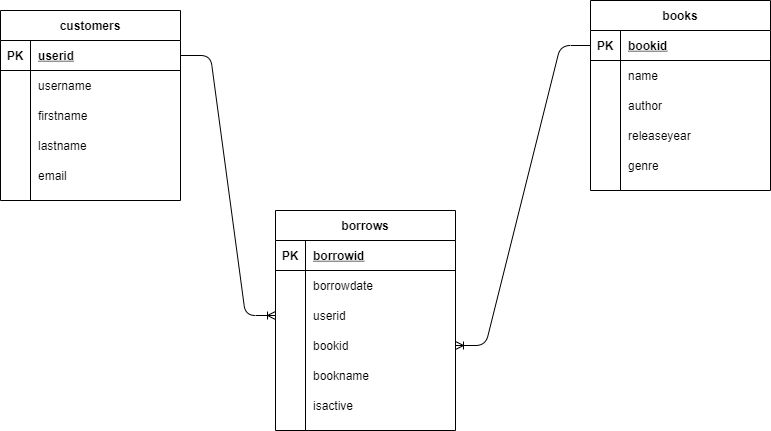 customers
PK userid
username
firstname
lastname
email
books
PK bookid
name
author
releaseyear
genre
borrows
PK borrowid
borrowdate
userid
bookid
bookname
isactive